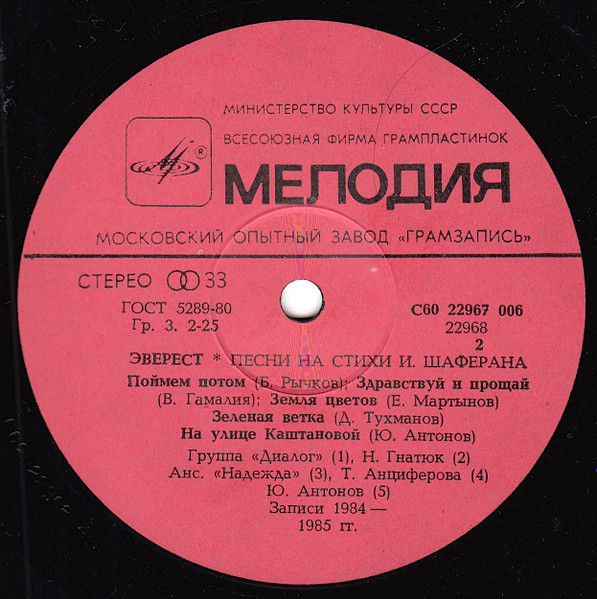 МИНИСТЕРСТВО КУЛЬТУРЫ СССР
ВСЕСОЮЗНАЯ ФИРМА ГРАМПЛАСТИНОК
®
МЕЛОДИЯ
МОСКОВСКИЙ ОПЫТНЫЙ ЗАВОД «ГРАМЗАПИСЬ»
СТЕРЕО 33
ГОСТ 5289-80
Гр. 3. 2-25
С60 22967 006
22968
2
ЭВЕРЕСТ * ПЕСНИ НА СТИХИ И. ШАФЕРАНА
Поймем потом (Б. Рычков); Здравствуй и прощай
(В. Гамалия); Земля цветов (Е. Мартынов)
Зеленая ветка (Д. Тухманов)
На улице Каштановой (Ю. Антонов)
Группа «Диалог» (1), Н. Гнатюк (2)
Анс. «Надежда» (3), Т. Анциферова (4)
Ю. Антонов (5)
Записи 1984—
1985 гг.